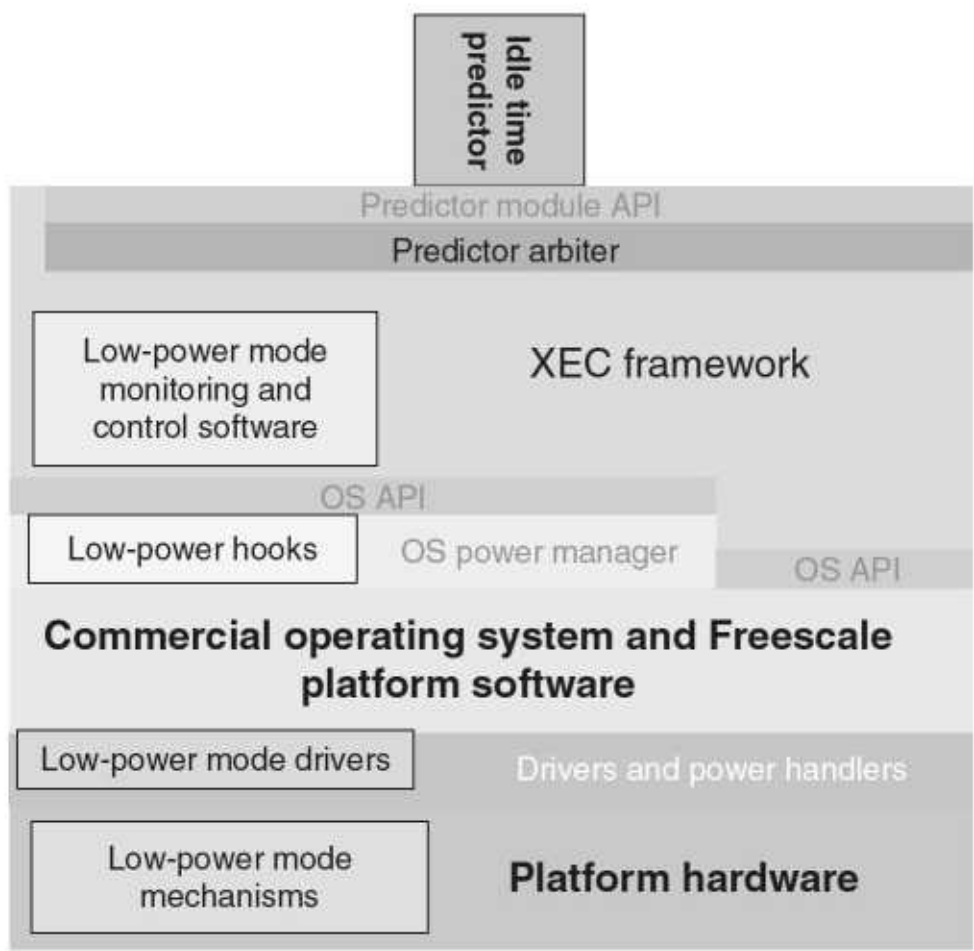 Idle time
predictor
Predictor module API
Predictor arbiter
Low-power mode
monitoring and
control software
XEC framework
OS API
Low-power hooks
OS power manager
OS API
Commercial operating system and Freescale
platform software
Low-power mode drivers
Drivers and power handlers
Low-power mode
mechanisms
Platform hardware